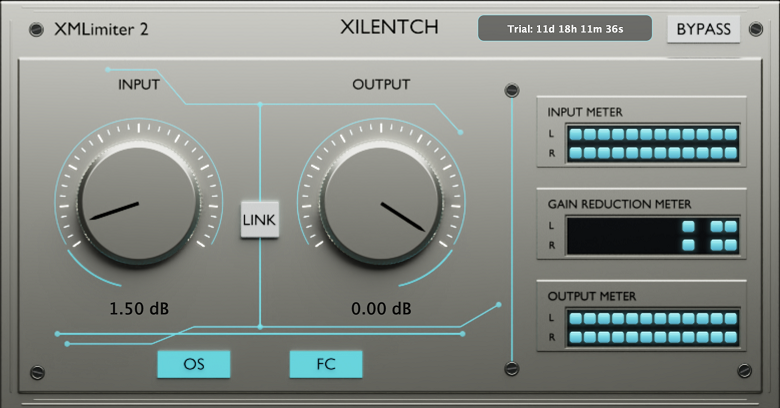 XMLimiter 2
XILENTCH
Trial: 11d 18h 11m 36s
BYPASS
INPUT
OUTPUT
LINK
1.50 dB
0.00 dB
OS
FC
INPUT METER
L
R
GAIN REDUCTION METER
L
R
OUTPUT METER
L
R